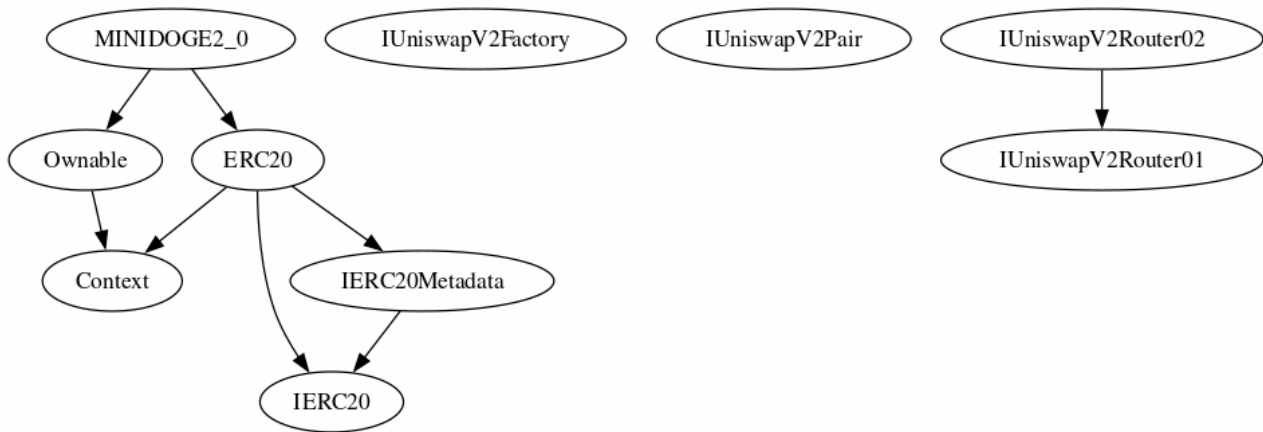 MINIDOGE2_0
IUniswapV2Factory
IUniswapV2Pair
IUniswapV2Router02
Ownable
ERC20
IUniswapV2Router01
Context
IERC20Metadata
IERC20